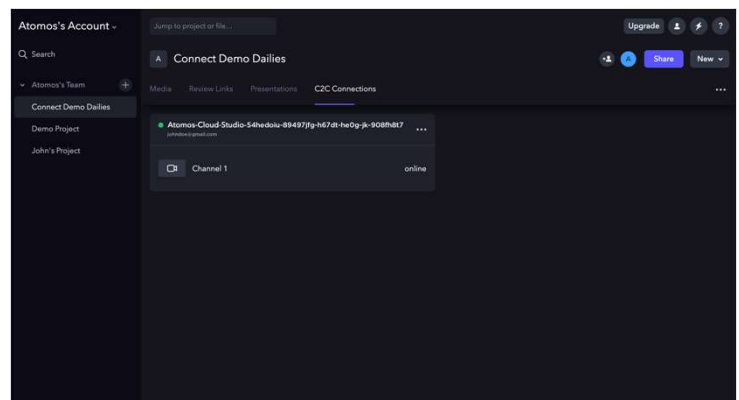 Atomos's Account
Jump to project or file...
Upgrade
?
Search
A Connect Demo Dailies
A
Share
New
Atomos's Team
Media Review Links Presentations C2C Connections
Connect Demo Dailies
Demo Project
John's Project
Atomos-Cloud-Studio-54hedoiu-89497jfg-h67dt-he0g-jk-908fh8t7
johndoe@gmail.com
Channel 1 online